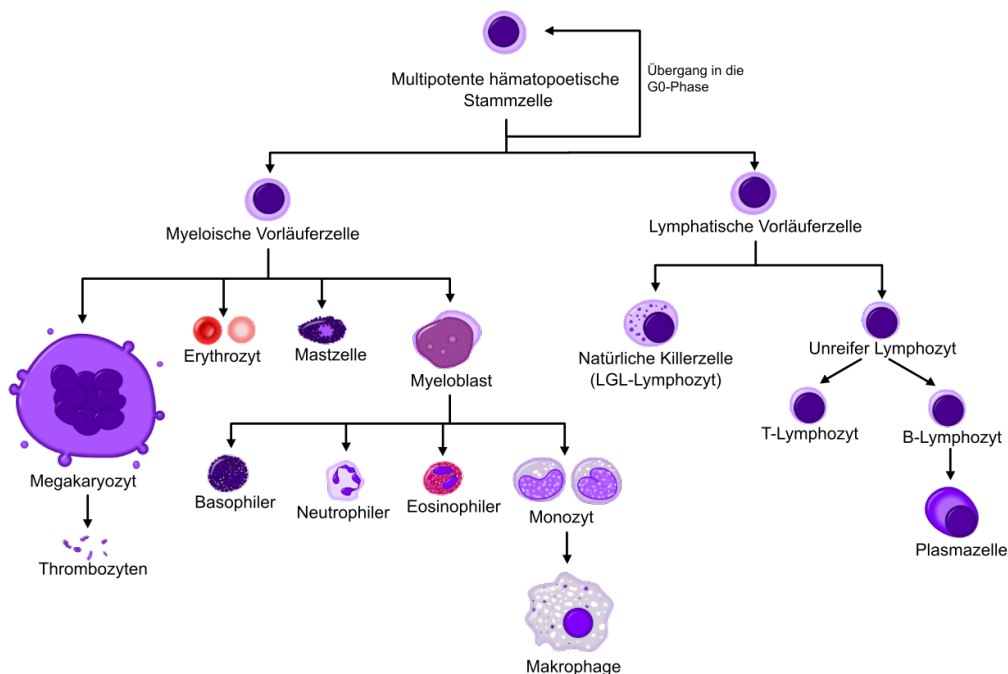 Multipotente hämatopoetische
Stammzelle
Übergang in die
G0-Phase
Myeloische Vorläuferzelle
Lymphatische Vorläuferzelle
Erythrozyt
Mastzelle
Myeloblast
Natürliche Killerzelle
(LGL-Lymphozyt)
Unreifer Lymphozyt
T-Lymphozyt
B-Lymphozyt
Megakaryozyt
Basophiler
Neutrophiler
Eosinophiler
Monozyt
Plasmazelle
Thrombozyten
Makrophage